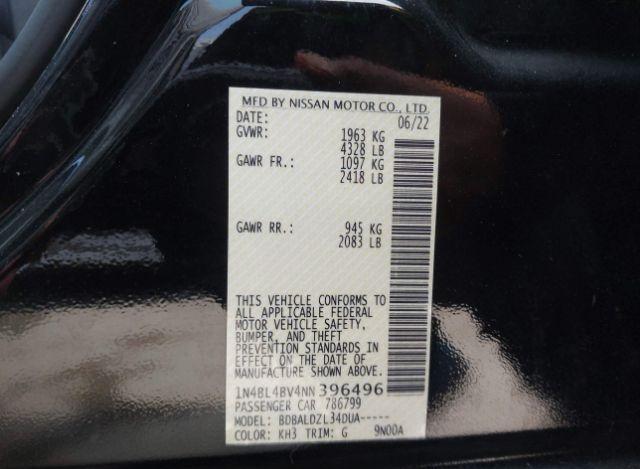 MFD BY NISSAN MOTOR CO., LTD.
DATE: 06/22
GVWR: 1963 KG
4328 LB
GAWR FR.: 1097 KG
2418 LB
GAWR RR.: 945 KG
2083 LB
THIS VEHICLE CONFORMS TO
ALL APPLICABLE FEDERAL
MOTOR VEHICLE SAFETY,
BUMPER, AND THEFT
PREVENTION STANDARDS IN
EFFECT ON THE DATE OF
MANUFACTURE SHOWN ABOVE.
1N4BL4BV4NN396496
PASSENGER CAR 786799
MODEL: BDBALDZL34DUA-----
COLOR: KH3 TRIM: G 9N00A